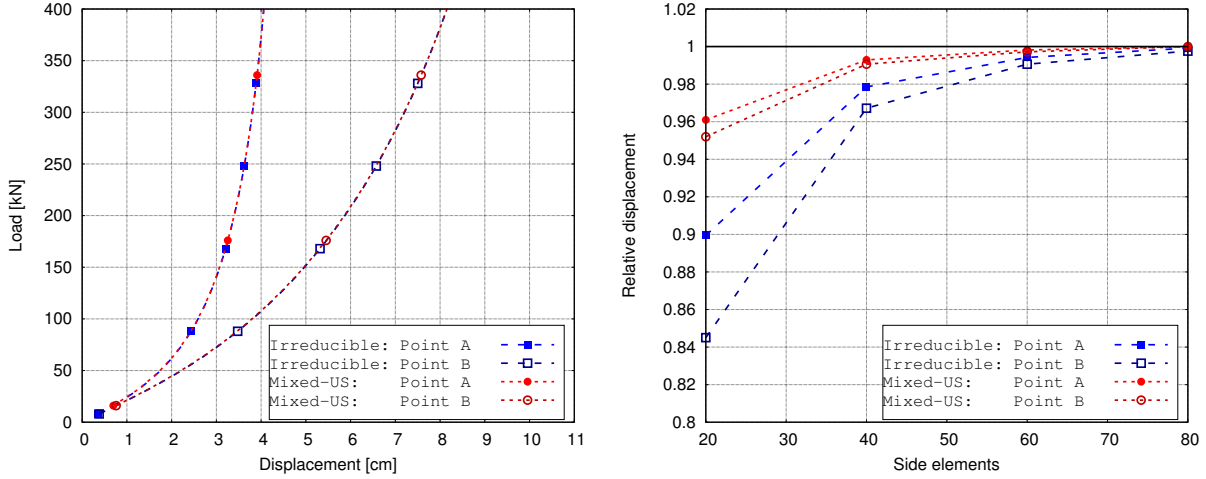 400
350
300
250
200
150
100
50
0
Load [kN]
0 1 2 3 4 5 6 7 8 9 10 11
Displacement [cm]
Irreducible: Point A
Irreducible: Point B
Mixed-US: Point A
Mixed-US: Point B
1.02
1
0.98
0.96
0.94
0.92
0.9
0.88
0.86
0.84
0.82
0.8
Relative displacement
20 30 40 50 60 70 80
Side elements
Irreducible: Point A
Irreducible: Point B
Mixed-US: Point A
Mixed-US: Point B